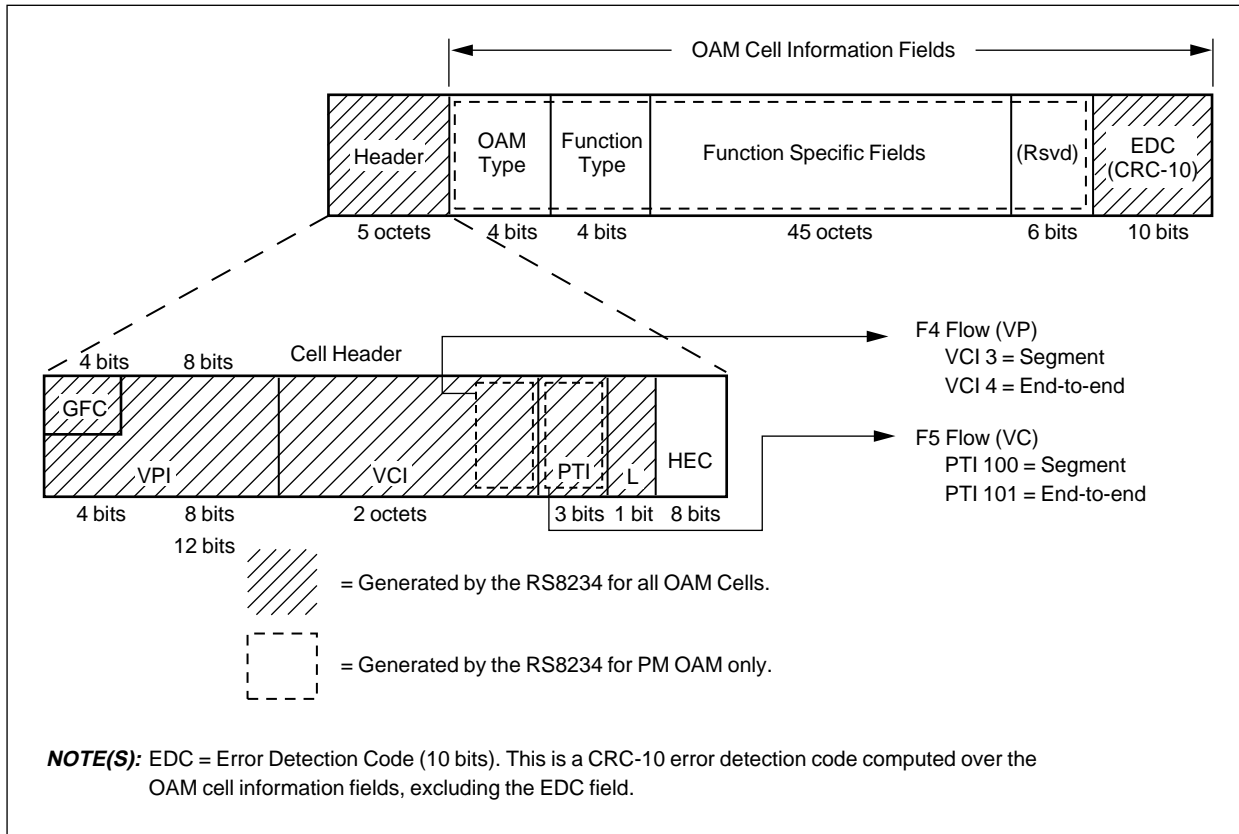 OAM Cell Information Fields
Header
OAM
Type
Function
Type
Function Specific Fields
(Rsvd)
EDC
(CRC-10)
5 octets
4 bits
4 bits
45 octets
6 bits
10 bits
Cell Header
4 bits
8 bits
GFC
VPI
VCI
PTI
L
HEC
4 bits
8 bits
2 octets
3 bits
1 bit
8 bits
12 bits
F4 Flow (VP)
VCI 3 = Segment
VCI 4 = End-to-end
F5 Flow (VC)
PTI 100 = Segment
PTI 101 = End-to-end
= Generated by the RS8234 for all OAM Cells.
= Generated by the RS8234 for PM OAM only.
NOTE(S): EDC = Error Detection Code (10 bits). This is a CRC-10 error detection code computed over the
OAM cell information fields, excluding the EDC field.